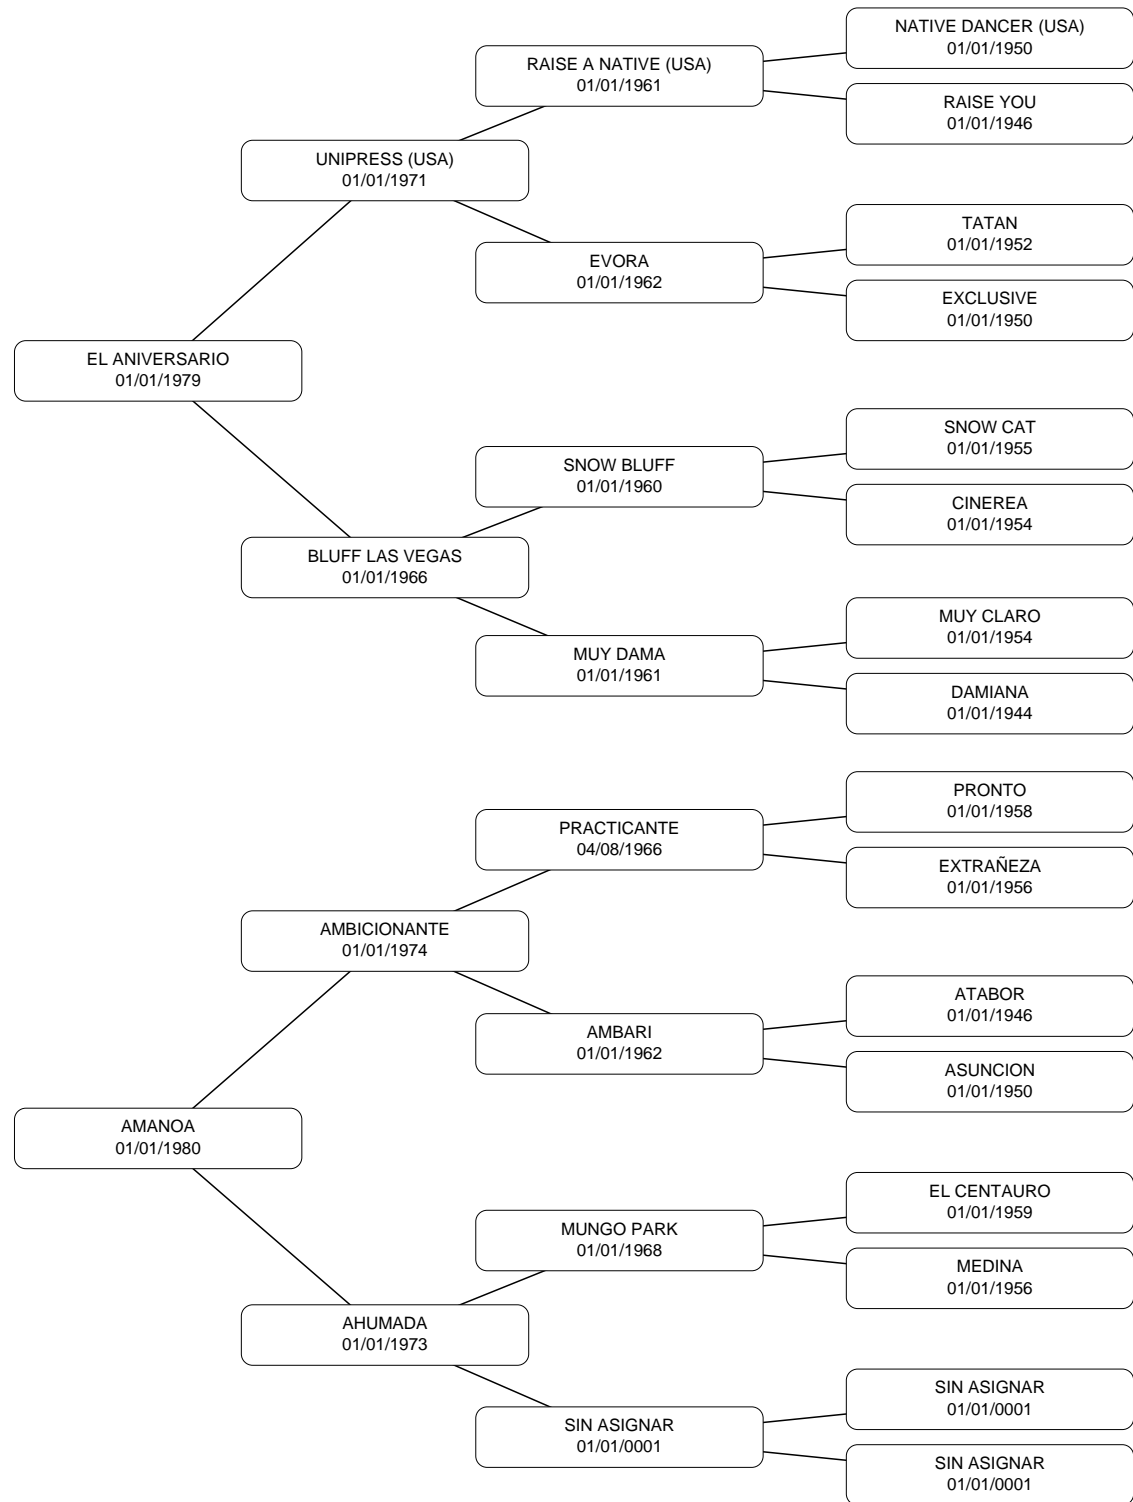 NATIVE DANCER (USA)
01/01/1950
RAISE A NATIVE (USA)
01/01/1961
RAISE YOU
01/01/1946
UNIPRESS (USA)
01/01/1971
TATAN
01/01/1952
EVORA
01/01/1962
EXCLUSIVE
01/01/1950
EL ANIVERSARIO
01/01/1979
SNOW CAT
01/01/1955
SNOW BLUFF
01/01/1960
CINEREA
01/01/1954
BLUFF LAS VEGAS
01/01/1966
MUY CLARO
01/01/1954
MUY DAMA
01/01/1961
DAMIANA
01/01/1944
PRONTO
01/01/1958
PRACTICANTE
04/08/1966
EXTRAÑEZA
01/01/1956
AMBICIONANTE
01/01/1974
ATABOR
01/01/1946
AMBARI
01/01/1962
ASUNCION
01/01/1950
AMANOA
01/01/1980
EL CENTAURO
01/01/1959
MUNGO PARK
01/01/1968
MEDINA
01/01/1956
AHUMADA
01/01/1973
SIN ASIGNAR
01/01/0001
SIN ASIGNAR
01/01/0001
SIN ASIGNAR
01/01/0001